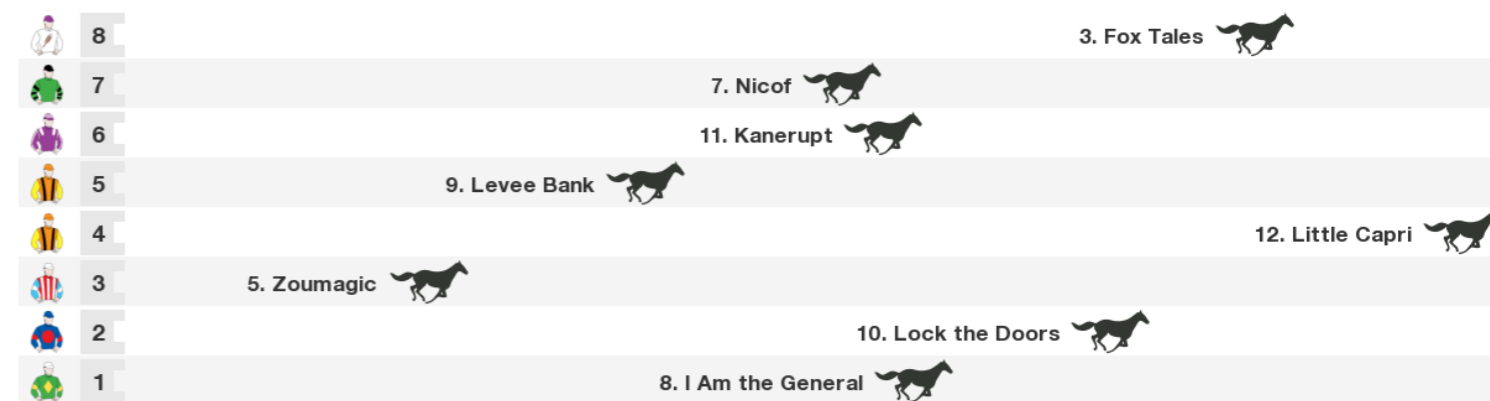 8 3. Fox Tales
7 7. Nicof
6 11. Kanerupt
5 9. Levee Bank
4 12. Little Capri
3 5. Zoumagic
2 10. Lock the Doors
1 8. I Am the General